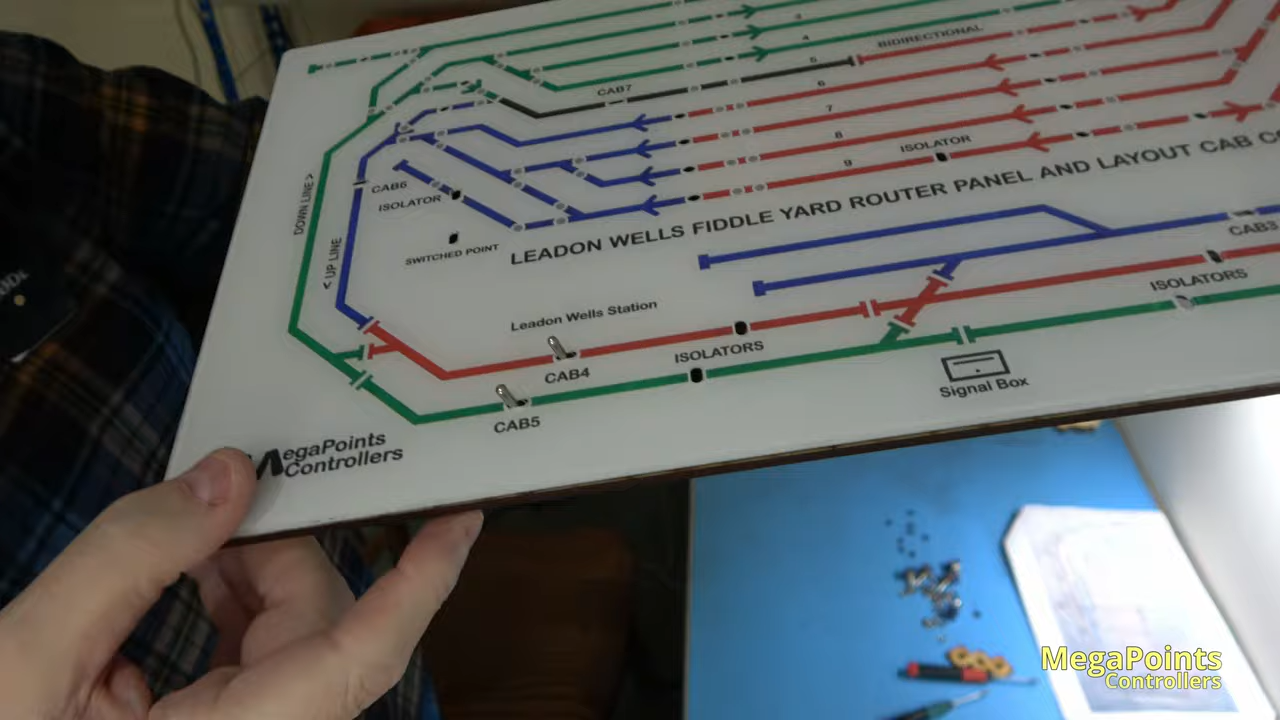 3
4
BIDIRECTIONAL
5
CAB7
6
7
8
ISOLATOR
9
CAB6
ISOLATOR
DOWN LINE >
< UP LINE
SWITCHED POINT
LEADON WELLS FIDDLE YARD ROUTER PANEL AND LAYOUT CAB
CAB3
ISOLATORS
Leadon Wells Station
ISOLATORS
CAB4
CAB5
Signal Box
MegaPoints
Controllers
MegaPoints
Controllers